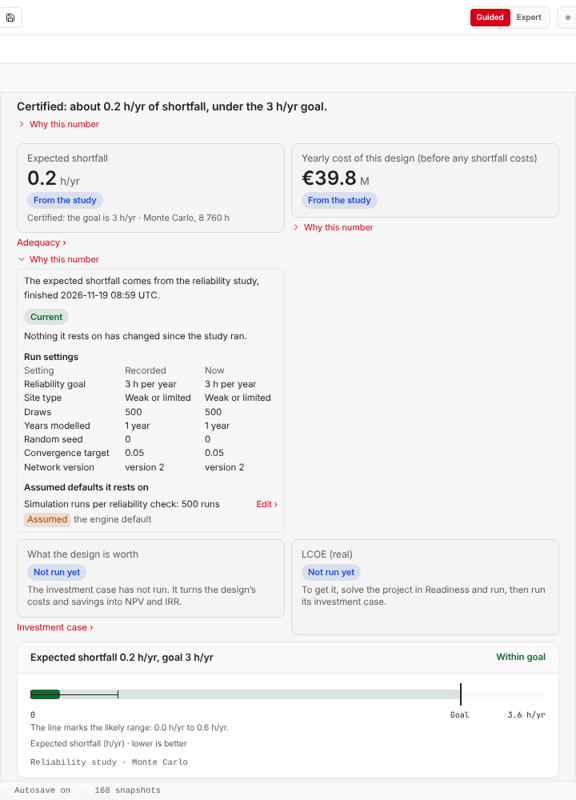 Guided Expert
Certified: about 0.2 h/yr of shortfall, under the 3 h/yr goal.
Why this number
Expected shortfall
0.2 h/yr
From the study
Certified: the goal is 3 h/yr · Monte Carlo, 8 760 h
Yearly cost of this design (before any shortfall costs)
€39.8 M
From the study
Why this number
Adequacy ›
Why this number
The expected shortfall comes from the reliability study,
finished 2026-11-19 08:59 UTC.
Current
Nothing it rests on has changed since the study ran.
Run settings
Setting Recorded Now
Reliability goal 3 h per year 3 h per year
Site type Weak or limited Weak or limited
Draws 500 500
Years modelled 1 year 1 year
Random seed 0 0
Convergence target 0.05 0.05
Network version version 2 version 2
Assumed defaults it rests on
Simulation runs per reliability check: 500 runs Edit ›
Assumed the engine default
What the design is worth
Not run yet
The investment case has not run. It turns the design's
costs and savings into NPV and IRR.
LCOE (real)
Not run yet
To get it, solve the project in Readiness and run, then run
its investment case.
Investment case ›
Expected shortfall 0.2 h/yr, goal 3 h/yr Within goal
0 Goal 3.6 h/yr
The line marks the likely range: 0.0 h/yr to 0.6 h/yr.
Expected shortfall (h/yr) · lower is better
Reliability study · Monte Carlo
Autosave on 168 snapshots